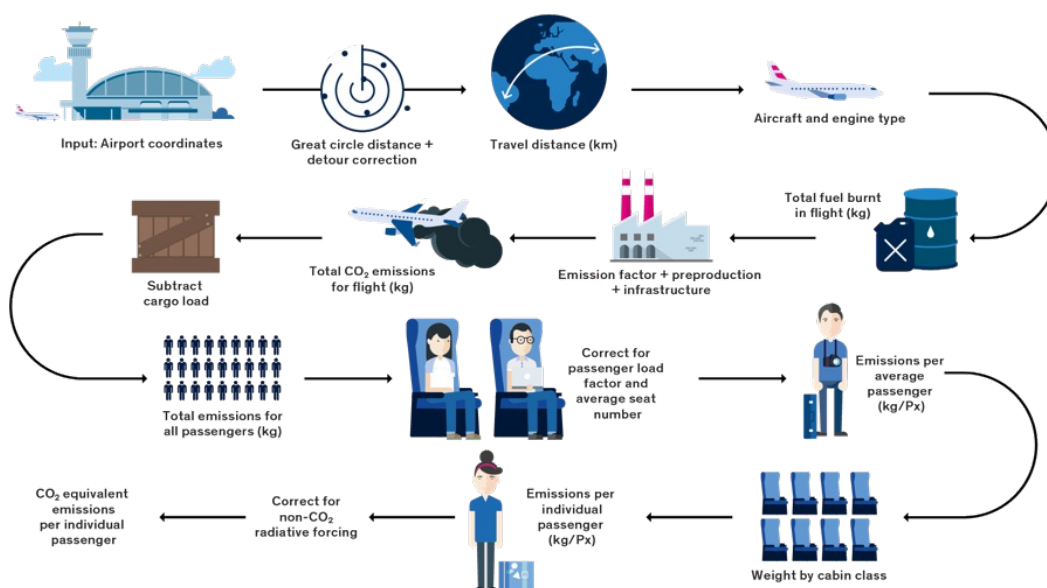 Input: Airport coordinates
Great circle distance +
detour correction
Travel distance (km)
Aircraft and engine type
Total fuel burnt
in flight (kg)
Emission factor + preproduction
+ infrastructure
Total CO₂ emissions
for flight (kg)
Subtract
cargo load
Total emissions for
all passengers (kg)
Correct for
passenger load
factor and
average seat
number
Emissions per
average
passenger
(kg/Px)
Weight by cabin class
Emissions per
individual
passenger
(kg/Px)
Correct for
non-CO₂
radiative forcing
CO₂ equivalent
emissions
per individual
passenger